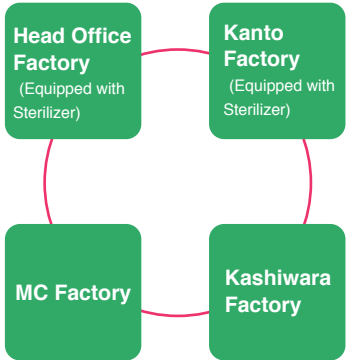 Head Office
Factory
(Equipped with
Sterilizer)
Kanto
Factory
(Equipped with
Sterilizer)
MC Factory
Kashiwara
Factory